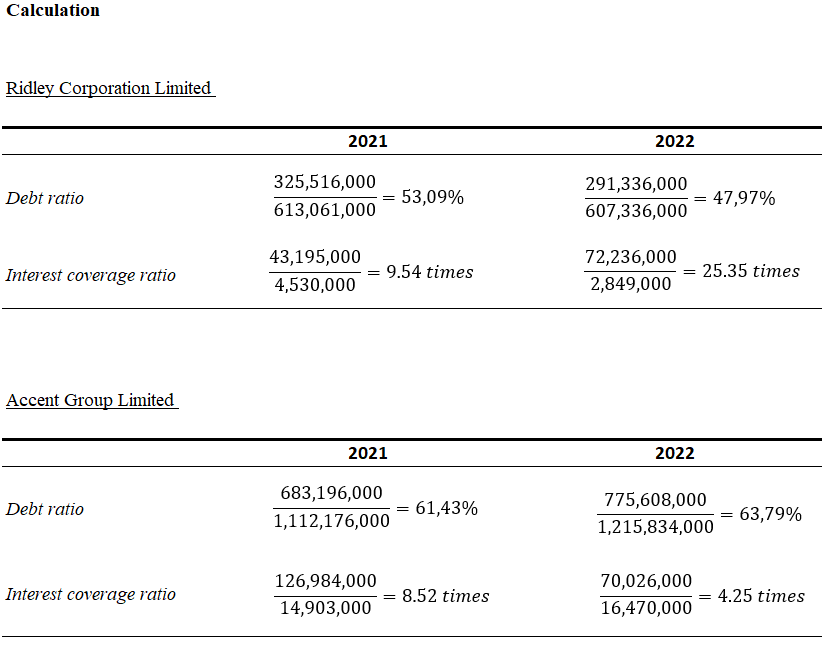 Calculation
Ridley Corporation Limited
2021 2022
Debt ratio 325,516,000 / 613,061,000 = 53,09% 291,336,000 / 607,336,000 = 47,97%
Interest coverage ratio 43,195,000 / 4,530,000 = 9.54 times 72,236,000 / 2,849,000 = 25.35 times
Accent Group Limited
2021 2022
Debt ratio 683,196,000 / 1,112,176,000 = 61,43% 775,608,000 / 1,215,834,000 = 63,79%
Interest coverage ratio 126,984,000 / 14,903,000 = 8.52 times 70,026,000 / 16,470,000 = 4.25 times